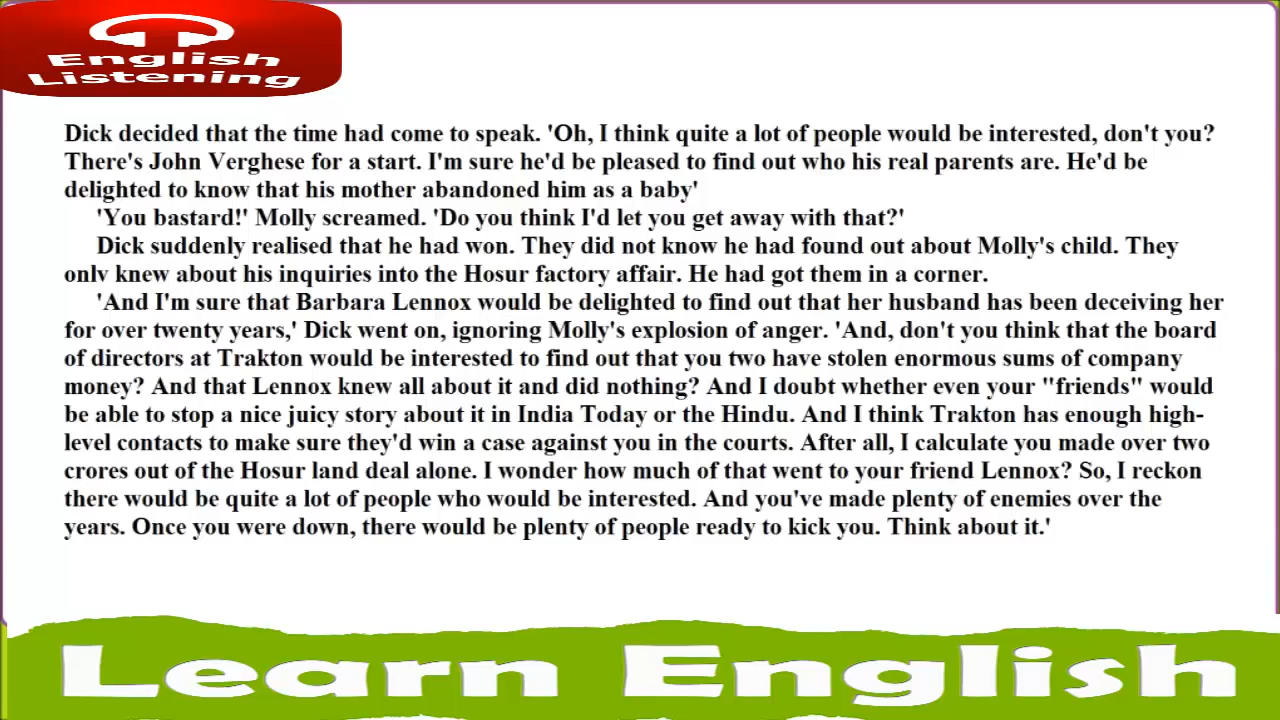 English
Listening
Dick decided that the time had come to speak. 'Oh, I think quite a lot of people would be interested, don't you?
There's John Verghese for a start. I'm sure he'd be pleased to find out who his real parents are. He'd be
delighted to know that his mother abandoned him as a baby'
'You bastard!' Molly screamed. 'Do you think I'd let you get away with that?'
Dick suddenly realised that he had won. They did not know he had found out about Molly's child. They
only knew about his inquiries into the Hosur factory affair. He had got them in a corner.
'And I'm sure that Barbara Lennox would be delighted to find out that her husband has been deceiving her
for over twenty years,' Dick went on, ignoring Molly's explosion of anger. 'And, don't you think that the board
of directors at Trakton would be interested to find out that you two have stolen enormous sums of company
money? And that Lennox knew all about it and did nothing? And I doubt whether even your "friends" would
be able to stop a nice juicy story about it in India Today or the Hindu. And I think Trakton has enough high-
level contacts to make sure they'd win a case against you in the courts. After all, I calculate you made over two
crores out of the Hosur land deal alone. I wonder how much of that went to your friend Lennox? So, I reckon
there would be quite a lot of people who would be interested. And you've made plenty of enemies over the
years. Once you were down, there would be plenty of people ready to kick you. Think about it.'
Learn English